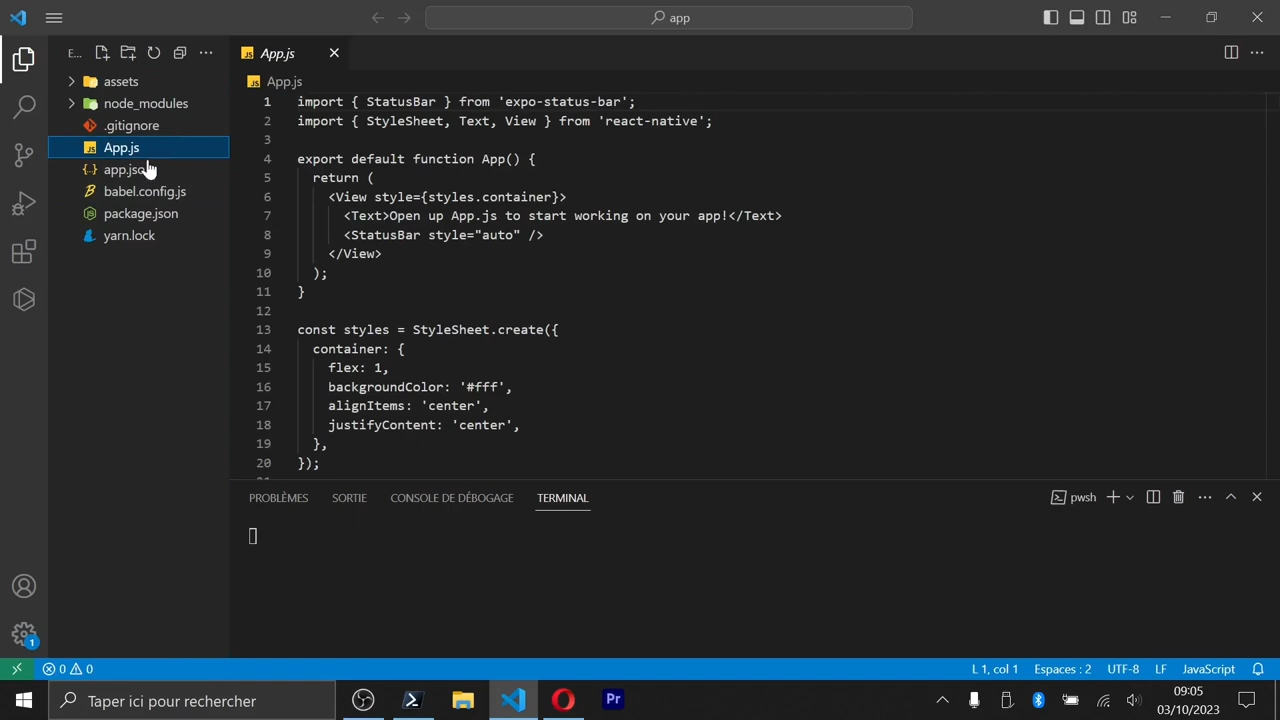 app
E...
App.js
assets
node_modules
.gitignore
App.js
app.jso
babel.config.js
package.json
yarn.lock
App.js
1 import { StatusBar } from 'expo-status-bar';
2 import { StyleSheet, Text, View } from 'react-native';
3
4 export default function App() {
5 return (
6 <View style={styles.container}>
7 <Text>Open up App.js to start working on your app!</Text>
8 <StatusBar style="auto" />
9 </View>
10 );
11 }
12
13 const styles = StyleSheet.create({
14 container: {
15 flex: 1,
16 backgroundColor: '#fff',
17 alignItems: 'center',
18 justifyContent: 'center',
19 },
20 });
PROBLÈMES SORTIE CONSOLE DE DÉBOGAGE TERMINAL
pwsh
1
0 0
L 1, col 1 Espaces : 2 UTF-8 LF JavaScript
Taper ici pour rechercher
Pr
09:05
03/10/2023